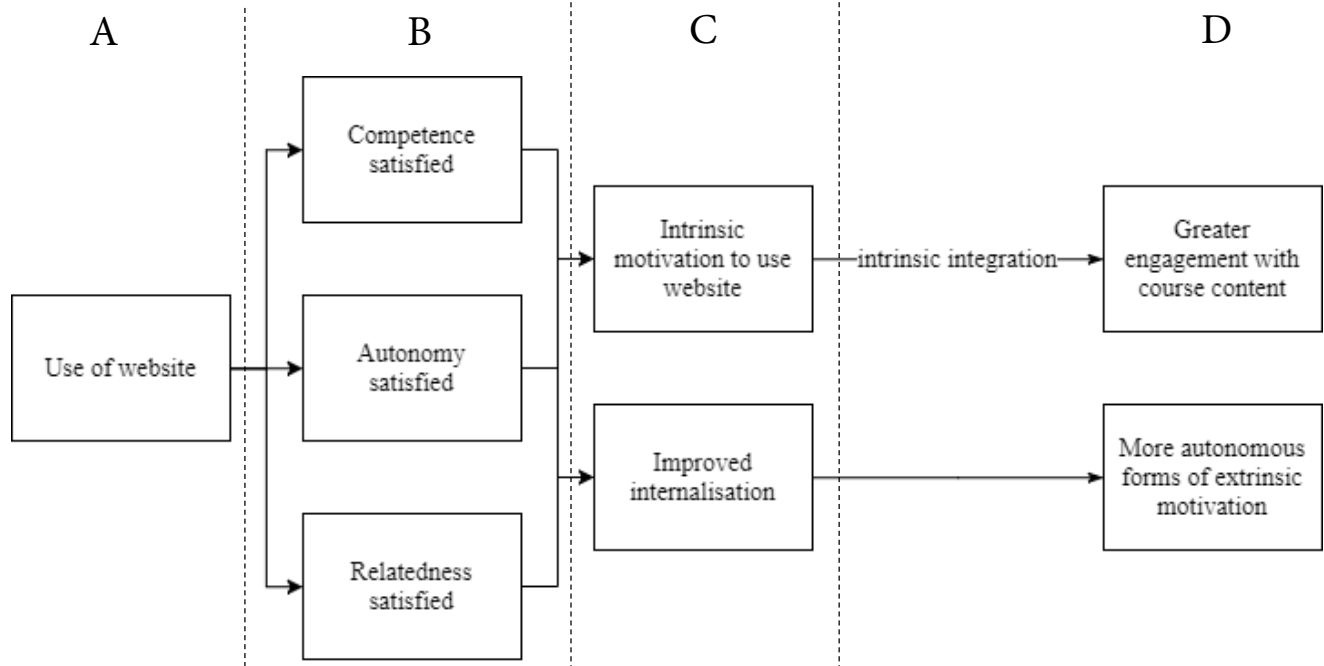 A
B
C
D
Competence
satisfied
Intrinsic
motivation to use
website
intrinsic integration
Greater
engagement with
course content
Use of website
Autonomy
satisfied
Improved
internalisation
More autonomous
forms of extrinsic
motivation
Relatedness
satisfied